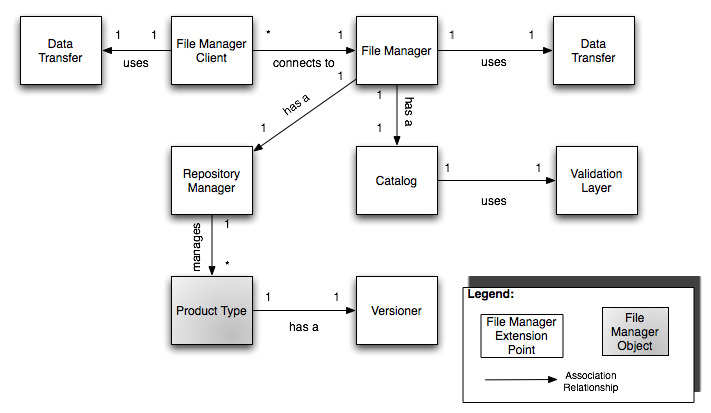 Data
Transfer
1
1
uses
File Manager
Client
*
1
connects to
File Manager
1
1
uses
Data
Transfer
1
has a
1
1
has a
1
Repository
Manager
Catalog
1
1
uses
Validation
Layer
manages
1
*
Product Type
1
1
has a
Versioner
Legend:
File Manager
Extension
Point
File
Manager
Object
Association
Relationship